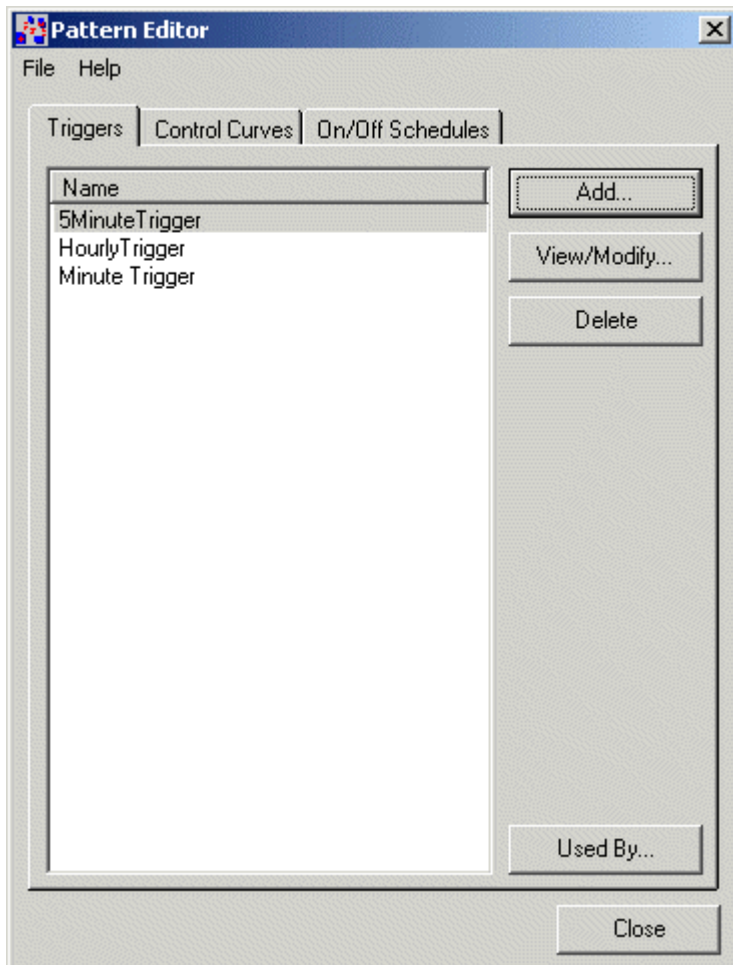 Pattern Editor
File Help
Triggers Control Curves On/Off Schedules
Name
5MinuteTrigger
HourlyTrigger
Minute Trigger
Add...
View/Modify...
Delete
Used By...
Close